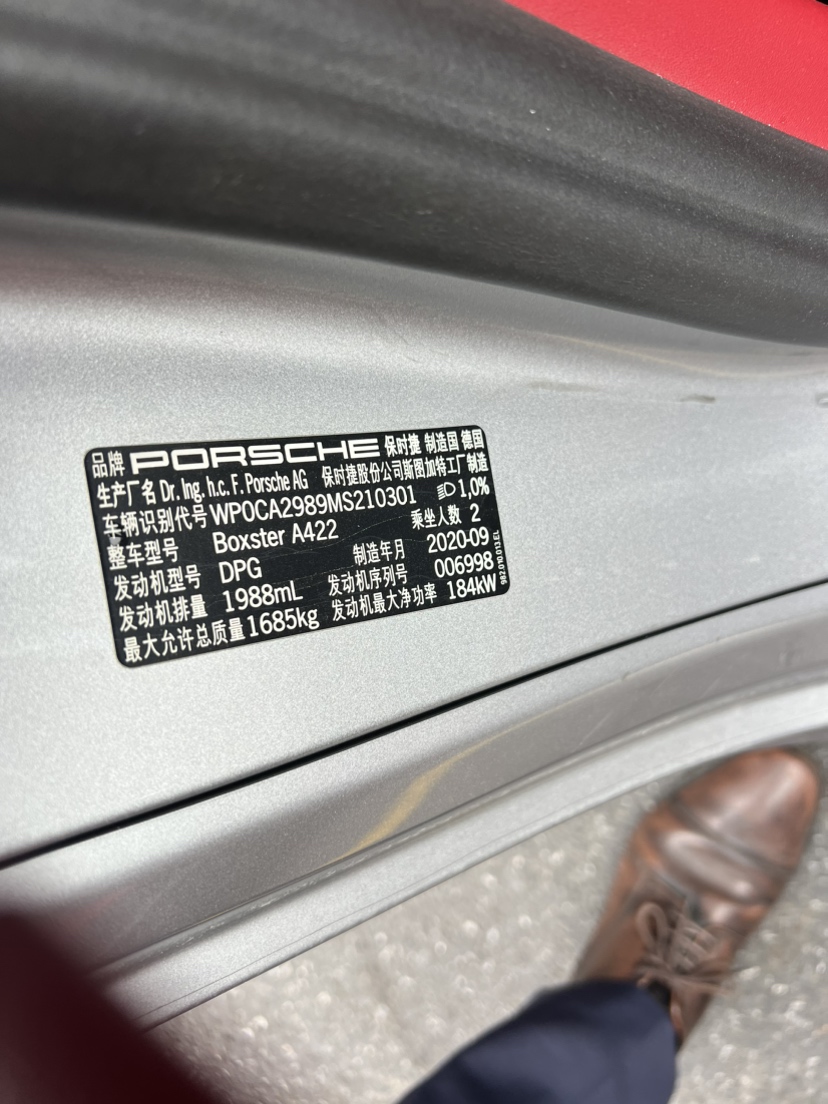 品牌 PORSCHE 保时捷 制造国 德国
生产厂名 Dr. Ing. h.c. F. Porsche AG 保时捷股份公司斯图加特工厂制造
车辆识别代号 WP0CA2989MS210301 1,0%
整车型号 Boxster A422 乘坐人数 2
发动机型号 DPG 制造年月 2020-09
发动机排量 1988mL 发动机序列号 006998
最大允许总质量 1685kg 发动机最大净功率 184kW
982.010.013.EL